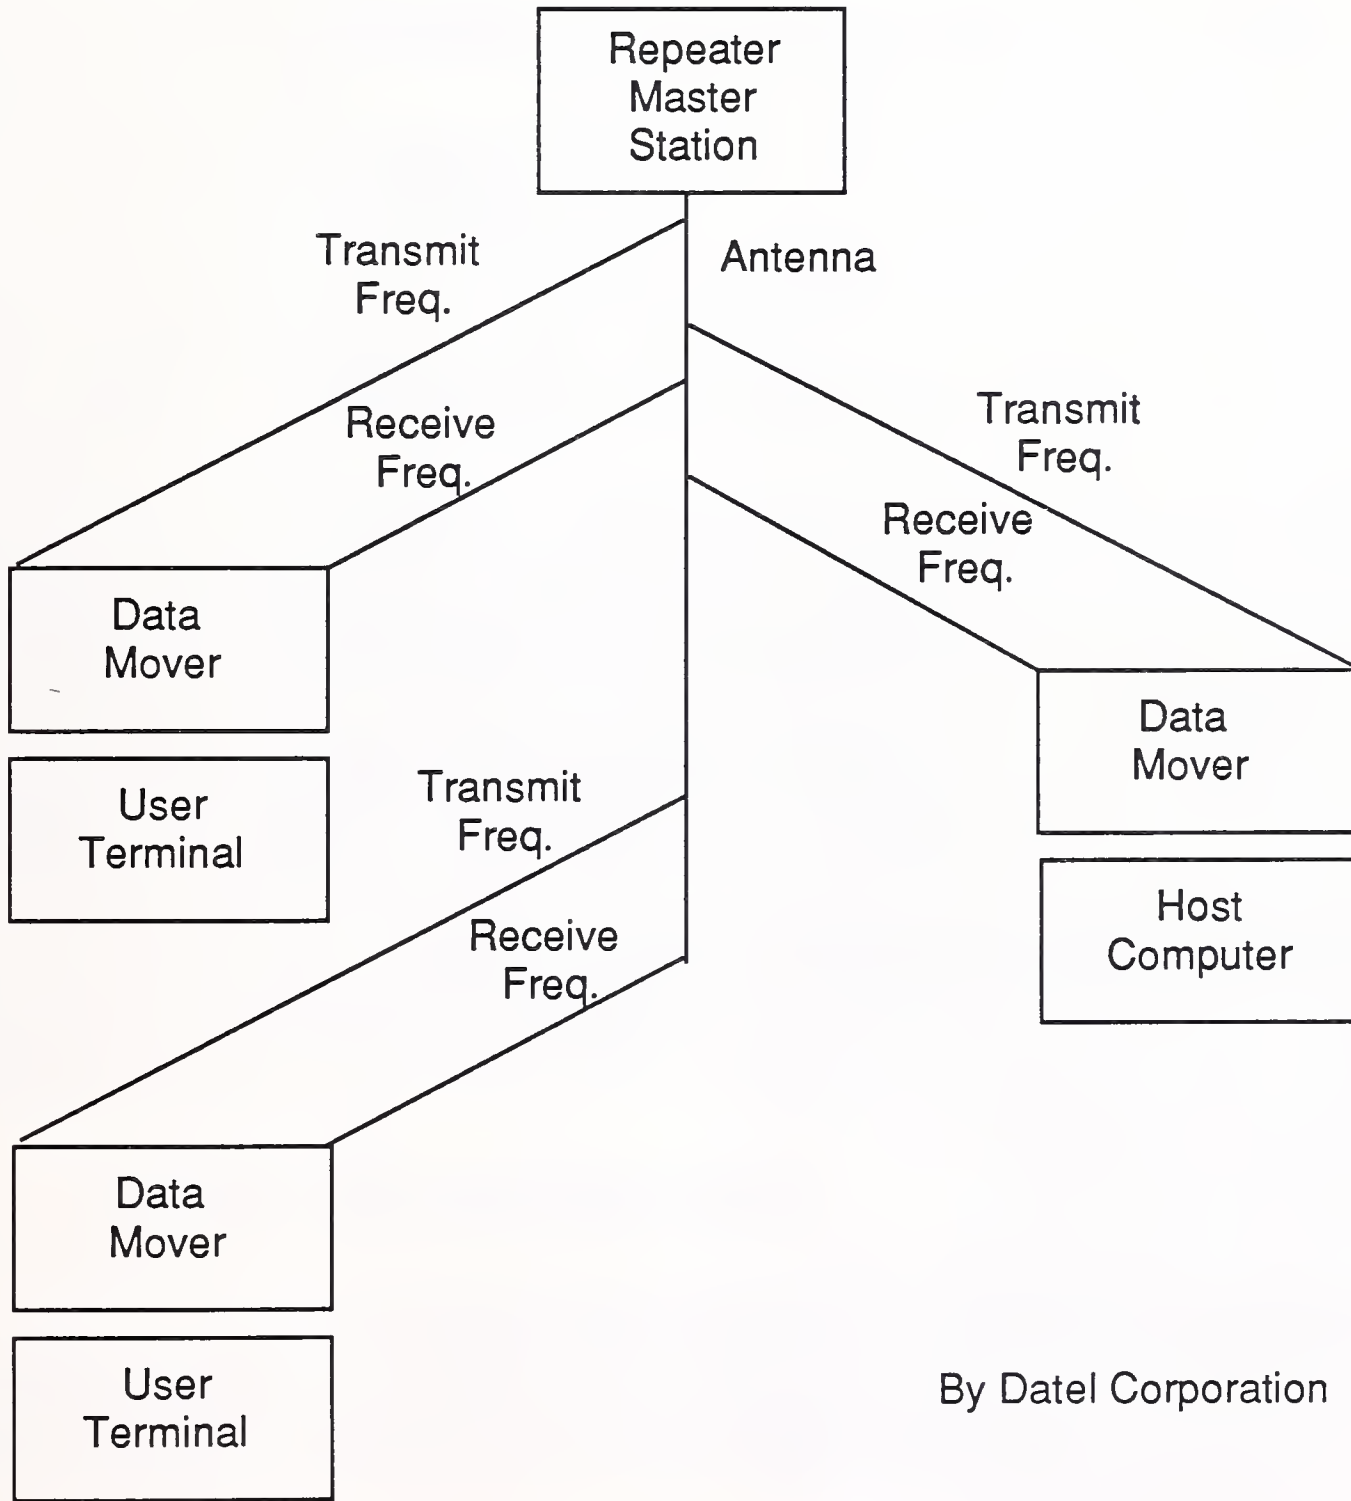 Repeater
Master
Station
Transmit
Freq.
Antenna
Receive
Freq.
Transmit
Freq.
Receive
Freq.
Data
Mover
User
Terminal
Data
Mover
Host
Computer
Transmit
Freq.
Receive
Freq.
Data
Mover
User
Terminal
By Datel Corporation